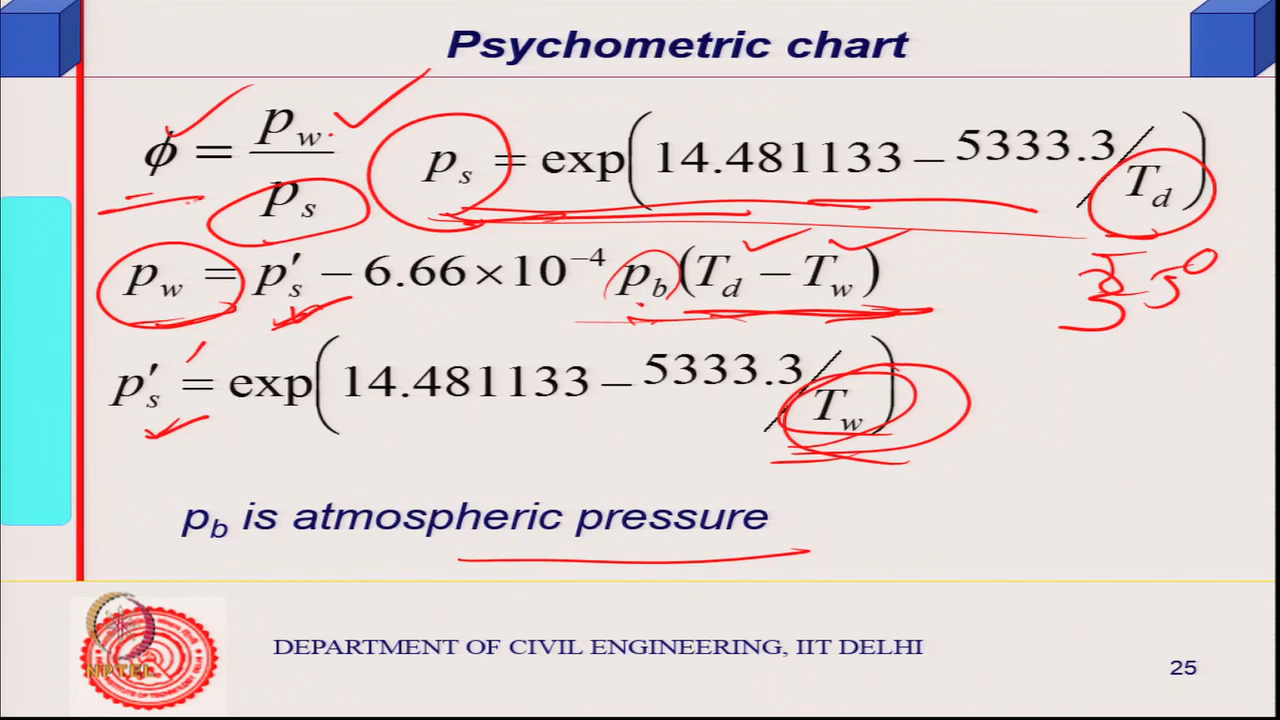 Psychometric chart
ϕ = p_w / p_s    p_s = exp(14.481133 – 5333.3/T_d)
p_w = p′_s – 6.66×10⁻⁴ p_b(T_d – T_w)
p′_s = exp(14.481133 – 5333.3/T_w)
p_b is atmospheric pressure
NPTEL
DEPARTMENT OF CIVIL ENGINEERING, IIT DELHI
25